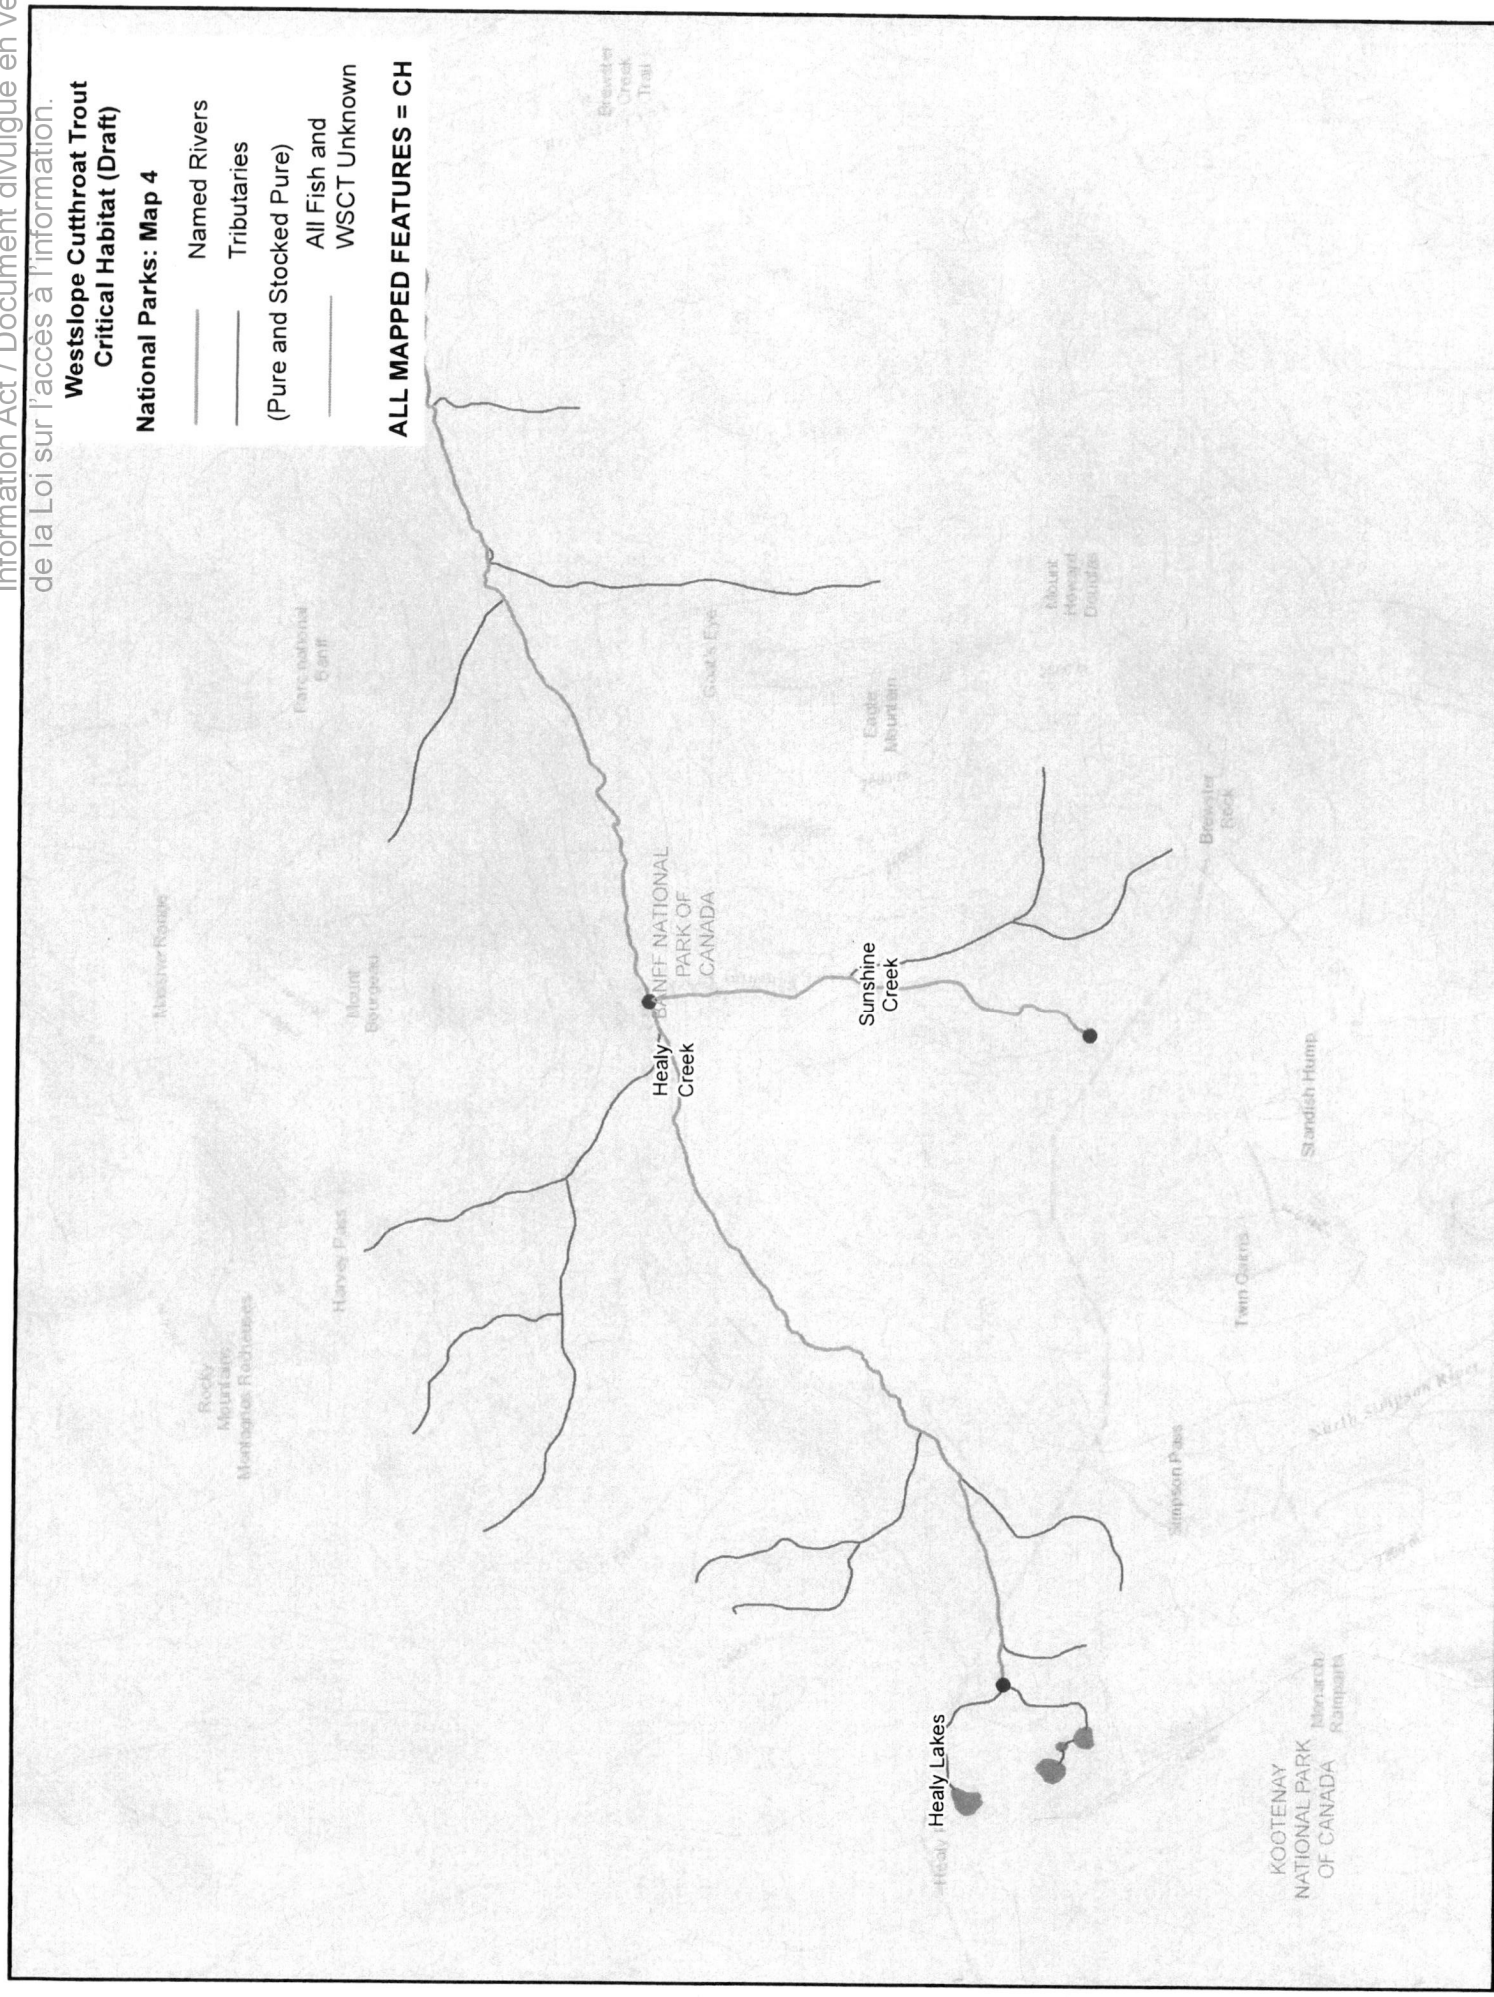 Information Act / Document divulgué en ve
de la Loi sur l'accès à l'information.
Westslope Cutthroat Trout
Critical Habitat (Draft)
National Parks: Map 4
Named Rivers
Tributaries
(Pure and Stocked Pure)
All Fish and
WSCT Unknown
ALL MAPPED FEATURES = CH
Brewster
Creek
Trail
Parc national
Banff
Massive Range
Mount
Bourgeau
Goat's Eye
Eagle
Mountain
Mount
Howard
Douglas
BANFF NATIONAL
PARK OF
CANADA
Healy
Creek
Sunshine
Creek
Brewster
Rock
Standish Hump
Harvey Pass
Rocky
Mountains
Montagnes Rocheuses
Twin Cairns
North Simpson River
Simpson Pass
Monarch
Ramparts
Healy Lakes
Healy
KOOTENAY
NATIONAL PARK
OF CANADA